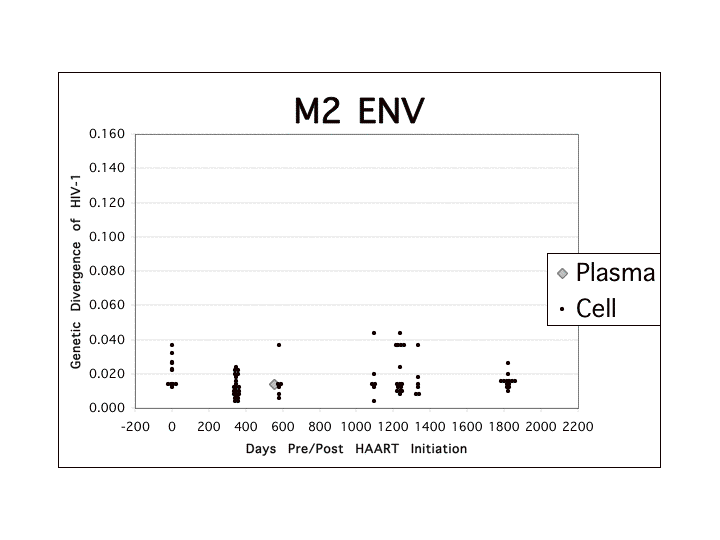 M2 ENV
0.160
0.140
0.120
0.100
0.080
0.060
0.040
0.020
0.000
Genetic Divergence of HIV-1
-200 0 200 400 600 800 1000 1200 1400 1600 1800 2000 2200
Days Pre/Post HAART Initiation
Plasma
Cell